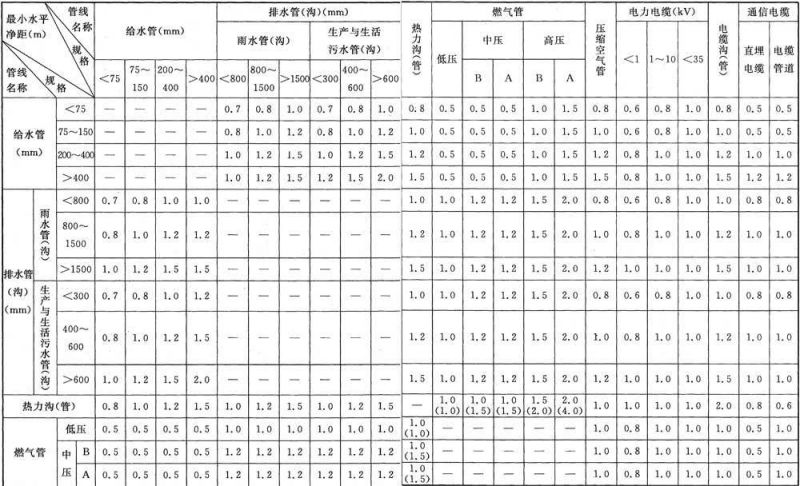 最小水平净距(m) 管线名称 规格 管线名称 规格 给水管(mm) 排水管(沟)(mm) 热力沟(管) 燃气管 压缩空气管 电力电缆(kV) 电缆沟(管) 通信电缆
雨水管(沟) 生产与生活污水管(沟) 低压 中压 高压 <1 1~10 <35 直埋电缆 电缆管道
<75 75~150 200~400 >400 <800 800~1500 >1500 <300 400~600 >600 B A B A
给水管(mm) <75 — — — — 0.7 0.8 1.0 0.7 0.8 1.0 0.8 0.5 0.5 0.5 1.0 1.5 0.8 0.6 0.8 1.0 0.8 0.5 0.5
75~150 — — — — 0.8 1.0 1.2 0.8 1.0 1.2 1.0 0.5 0.5 0.5 1.0 1.5 1.0 0.6 0.8 1.0 1.0 0.5 0.5
200~400 — — — — 1.0 1.2 1.5 1.0 1.2 1.5 1.2 0.5 0.5 0.5 1.0 1.5 1.2 0.8 1.0 1.0 1.2 1.0 1.0
>400 — — — — 1.0 1.2 1.5 1.2 1.5 2.0 1.5 0.5 0.5 0.5 1.0 1.5 1.5 0.8 1.0 1.0 1.5 1.2 1.2
排水管(沟)(mm) 雨水管(沟) <800 0.7 0.8 1.0 1.0 — — — — — — 1.0 1.0 1.2 1.2 1.5 2.0 0.8 0.6 0.8 1.0 1.0 0.8 0.8
800~1500 0.8 1.0 1.2 1.2 — — — — — — 1.2 1.0 1.2 1.2 1.5 2.0 1.0 0.8 1.0 1.0 1.2 1.0 1.0
>1500 1.0 1.2 1.5 1.5 — — — — — — 1.5 1.0 1.2 1.2 1.5 2.0 1.2 1.0 1.0 1.0 1.5 1.0 1.0
生产与生活污水管(沟) <300 0.7 0.8 1.0 1.2 — — — — — — 1.0 1.0 1.2 1.2 1.5 2.0 0.8 0.6 0.8 1.0 1.0 0.8 0.8
400~600 0.8 1.0 1.2 1.5 — — — — — — 1.2 1.0 1.2 1.2 1.5 2.0 1.0 0.8 1.0 1.0 1.2 1.0 1.0
>600 1.0 1.2 1.5 2.0 — — — — — — 1.5 1.0 1.2 1.2 1.5 2.0 1.2 1.0 1.0 1.0 1.5 1.0 1.0
热力沟(管) 0.8 1.0 1.2 1.5 1.0 1.2 1.5 1.0 1.2 1.5 — 1.0(1.0) 1.0(1.5) 1.0(1.5) 1.5(2.0) 2.0(4.0) 1.0 1.0 1.0 1.0 2.0 0.8 0.6
燃气管 低压 0.5 0.5 0.5 0.5 1.0 1.0 1.0 1.0 1.0 1.0 1.0(1.0) — — — — — 1.0 0.8 1.0 1.0 1.0 0.5 1.0
中压 B 0.5 0.5 0.5 0.5 1.2 1.2 1.2 1.2 1.2 1.2 1.0(1.5) — — — — — 1.0 0.8 1.0 1.0 1.0 0.5 1.0
A 0.5 0.5 0.5 0.5 1.2 1.2 1.2 1.2 1.2 1.2 1.0(1.5) — — — — — 1.0 0.8 1.0 1.0 1.0 0.5 1.0